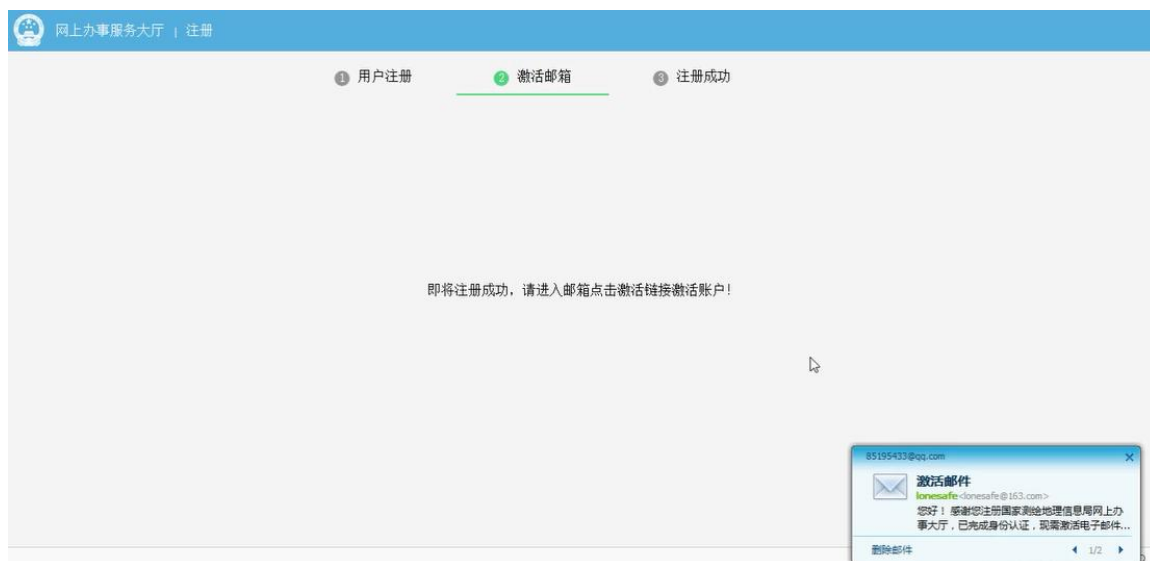 网上办事服务大厅 | 注册
1 用户注册 2 激活邮箱 3 注册成功
即将注册成功，请进入邮箱点击激活链接激活账户！
85195433@qq.com
激活邮件
lonesafe<lonesafe@163.com>
您好！感谢您注册国家测绘地理信息局网上办
事大厅，已完成身份认证，现需激活电子邮件...
删除邮件 1/2